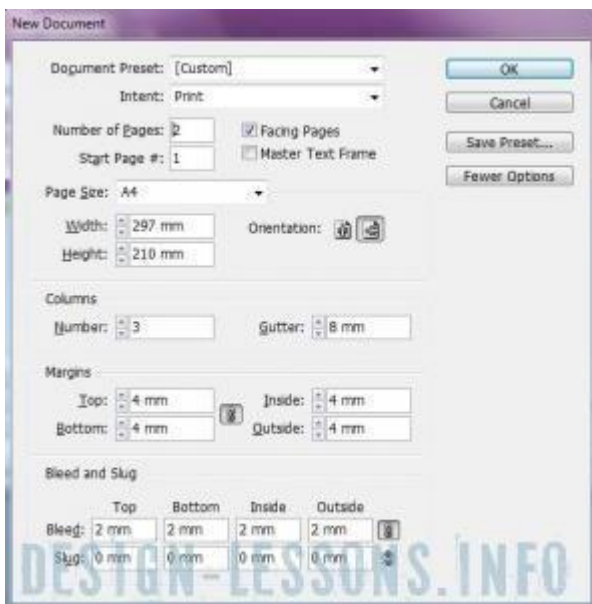 New Document
Document Preset: [Custom]
OK
Intent: Print
Cancel
Number of Pages: 2
Facing Pages
Save Preset...
Start Page #: 1
Master Text Frame
Fewer Options
Page Size: A4
Width: 297 mm
Orientation:
Height: 210 mm
Columns
Number: 3
Gutter: 8 mm
Margins
Top: 4 mm
Inside: 4 mm
Bottom: 4 mm
Outside: 4 mm
Bleed and Slug
Top Bottom Inside Outside
Bleed: 2 mm 2 mm 2 mm 2 mm
Slug: 0 mm 0 mm 0 mm 0 mm
DESIGN-LESSONS.INFO